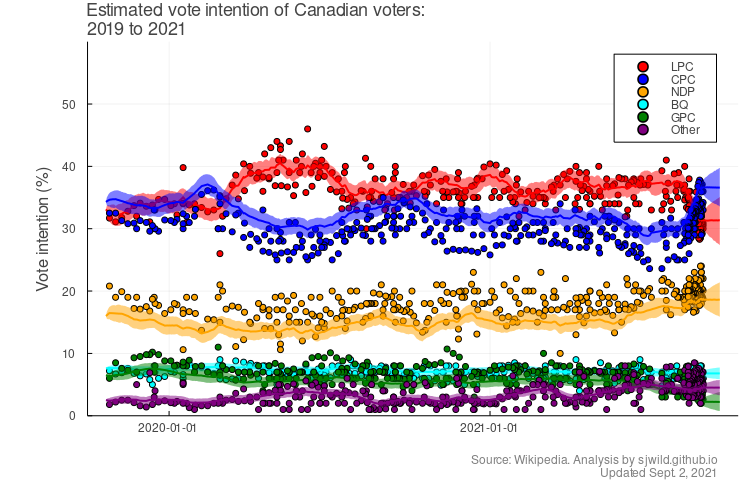 Estimated vote intention of Canadian voters:
2019 to 2021
LPC
CPC
NDP
BQ
GPC
Other
Vote intention (%)
50
40
30
20
10
0
2020-01-01
2021-01-01
Source: Wikipedia. Analysis by sjwild.github.io
Updated Sept. 2, 2021